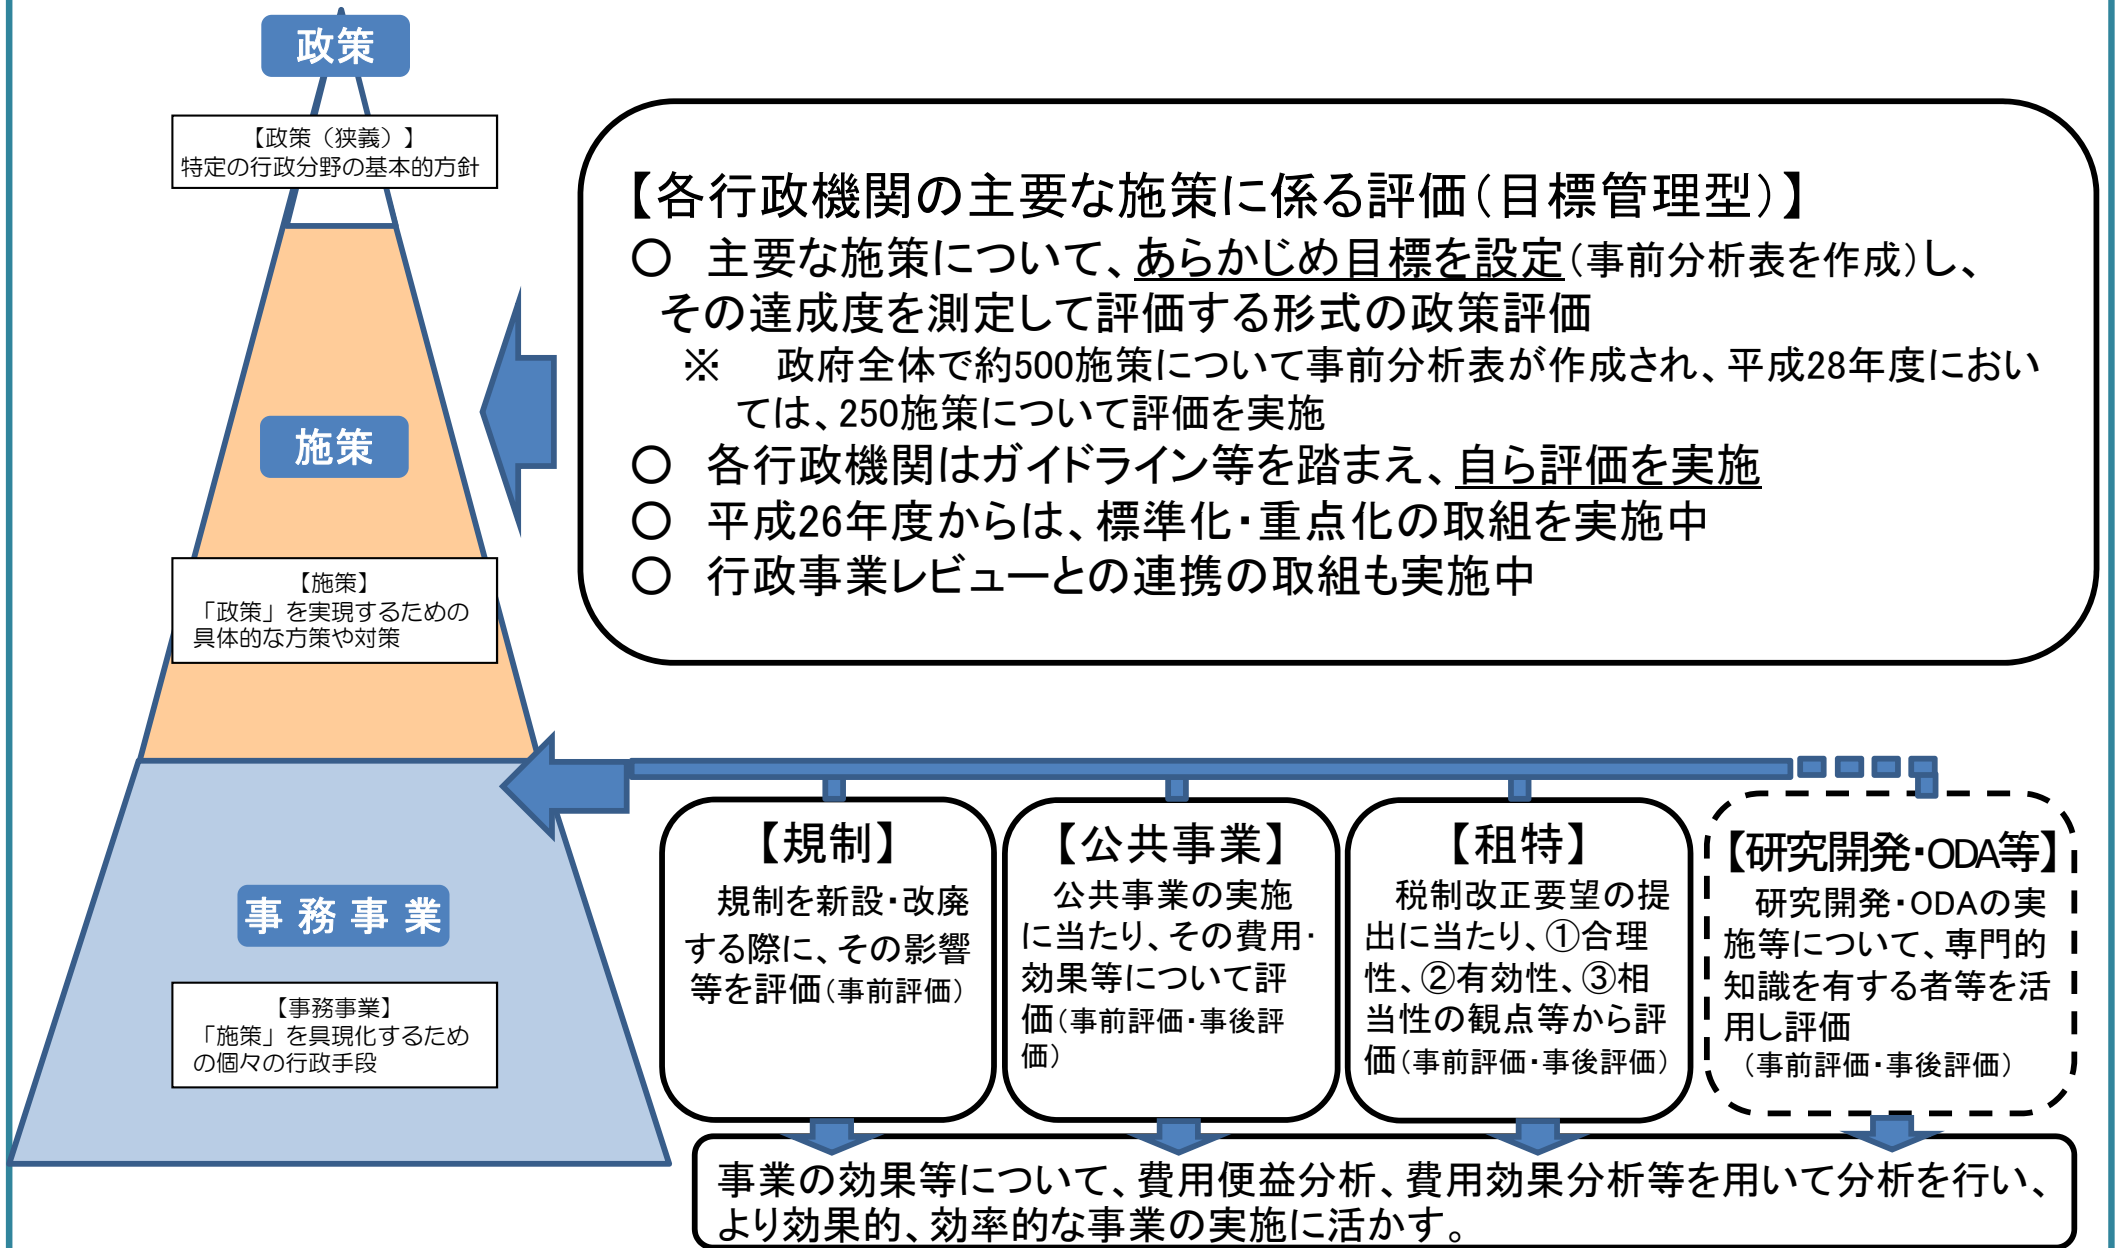 政策
【政策（狭義）】
特定の行政分野の基本的方針
施策
【施策】
「政策」を実現するための
具体的な方策や対策
事務事業
【事務事業】
「施策」を具現化するため
の個々の行政手段
【各行政機関の主要な施策に係る評価（目標管理型）】
○　主要な施策について、あらかじめ目標を設定（事前分析表を作成）し、
その達成度を測定して評価する形式の政策評価
※　政府全体で約500施策について事前分析表が作成され、平成28年度におい
ては、250施策について評価を実施
○　各行政機関はガイドライン等を踏まえ、自ら評価を実施
○　平成26年度からは、標準化・重点化の取組を実施中
○　行政事業レビューとの連携の取組も実施中
【規制】
規制を新設・改廃
する際に、その影響
等を評価（事前評価）
【公共事業】
公共事業の実施
に当たり、その費用・
効果等について評
価（事前評価・事後評
価）
【租特】
税制改正要望の提
出に当たり、①合理
性、②有効性、③相
当性の観点等から評
価（事前評価・事後評価）
【研究開発・ODA等】
研究開発・ODAの実
施等について、専門的
知識を有する者等を活
用し評価
（事前評価・事後評価）
事業の効果等について、費用便益分析、費用効果分析等を用いて分析を行い、
より効果的、効率的な事業の実施に活かす。